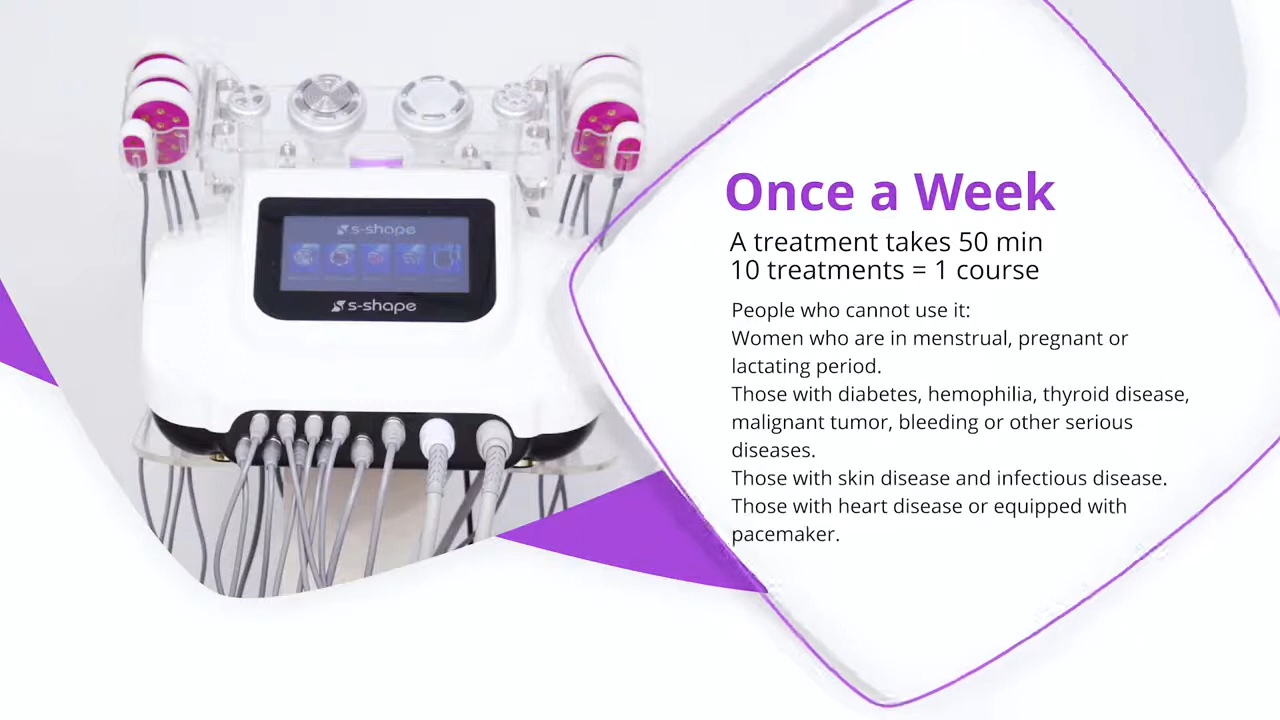 s-shape
s-shape
Once a Week
A treatment takes 50 min
10 treatments = 1 course
People who cannot use it:
Women who are in menstrual, pregnant or
lactating period.
Those with diabetes, hemophilia, thyroid disease,
malignant tumor, bleeding or other serious
diseases.
Those with skin disease and infectious disease.
Those with heart disease or equipped with
pacemaker.